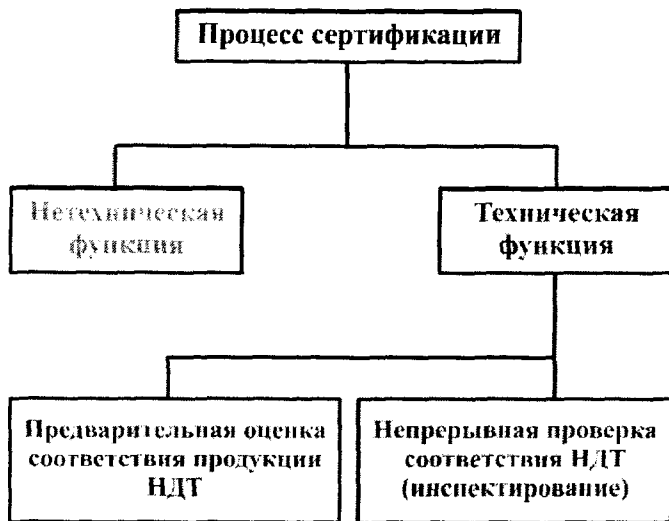 Процесс сертификации
Нетехническая
функция
Техническая
функция
Предварительная оценка
соответствия продукции
НДТ
Непрерывная проверка
соответствия НДТ
(инспектирование)